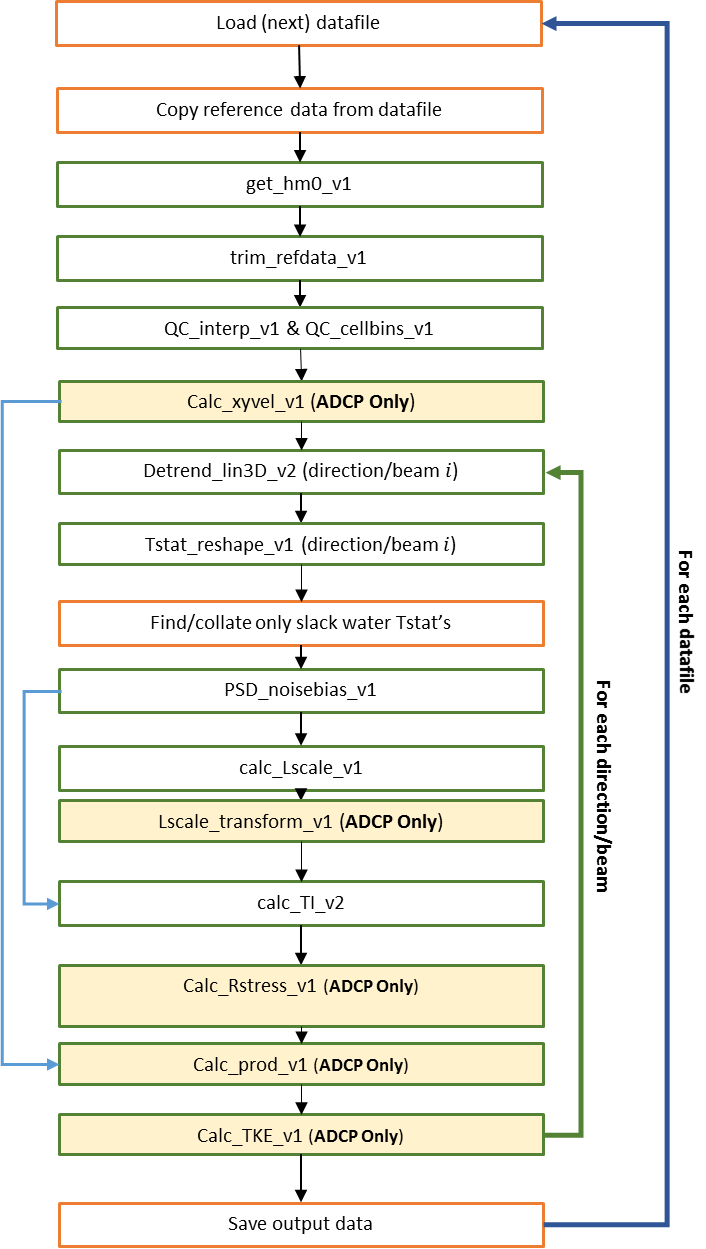 Load (next) datafile
Copy reference data from datafile
get_hm0_v1
trim_refdata_v1
QC_interp_v1 & QC_cellbins_v1
Calc_xyvel_v1 (ADCP Only)
Detrend_lin3D_v2 (direction/beam i)
Tstat_reshape_v1 (direction/beam i)
Find/collate only slack water Tstat’s
PSD_noisebias_v1
calc_Lscale_v1
Lscale_transform_v1 (ADCP Only)
calc_TI_v2
Calc_Rstress_v1 (ADCP Only)
Calc_prod_v1 (ADCP Only)
Calc_TKE_v1 (ADCP Only)
Save output data
For each direction/beam
For each datafile